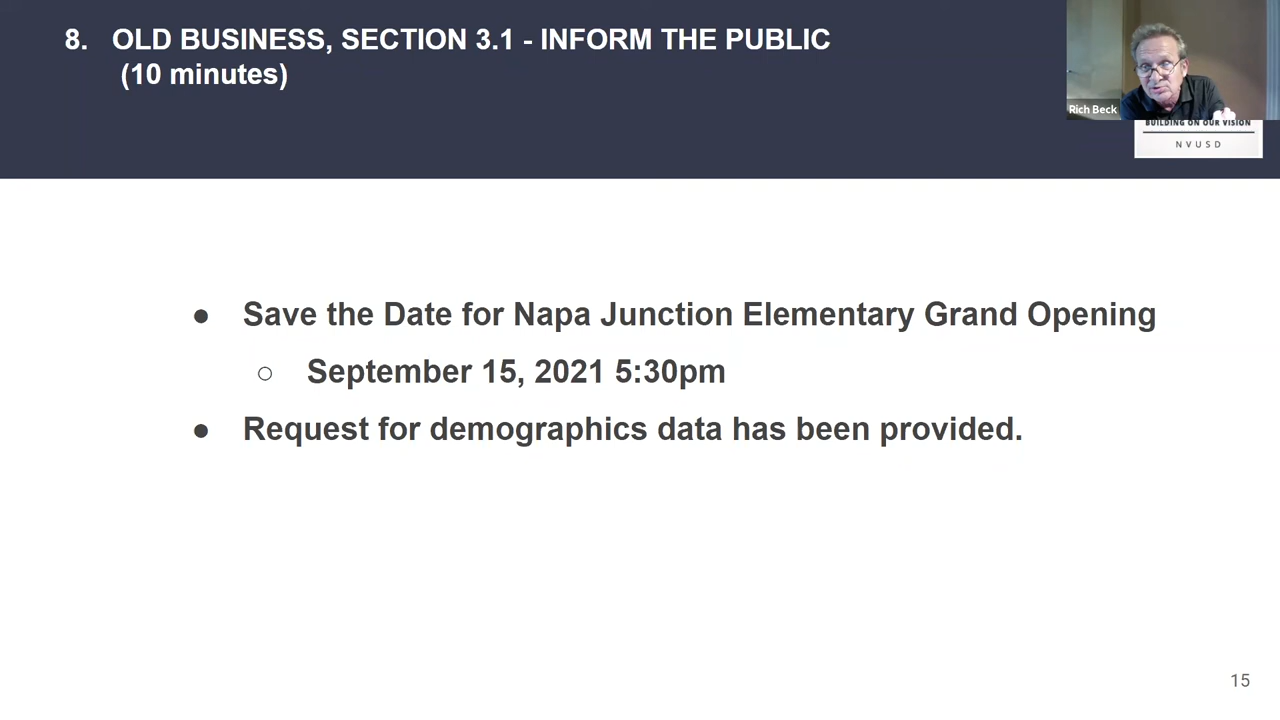 8. OLD BUSINESS, SECTION 3.1 - INFORM THE PUBLIC
(10 minutes)
Rich Beck
BUILDING ON OUR VISION
NVUSD
● Save the Date for Napa Junction Elementary Grand Opening
○ September 15, 2021 5:30pm
● Request for demographics data has been provided.
15